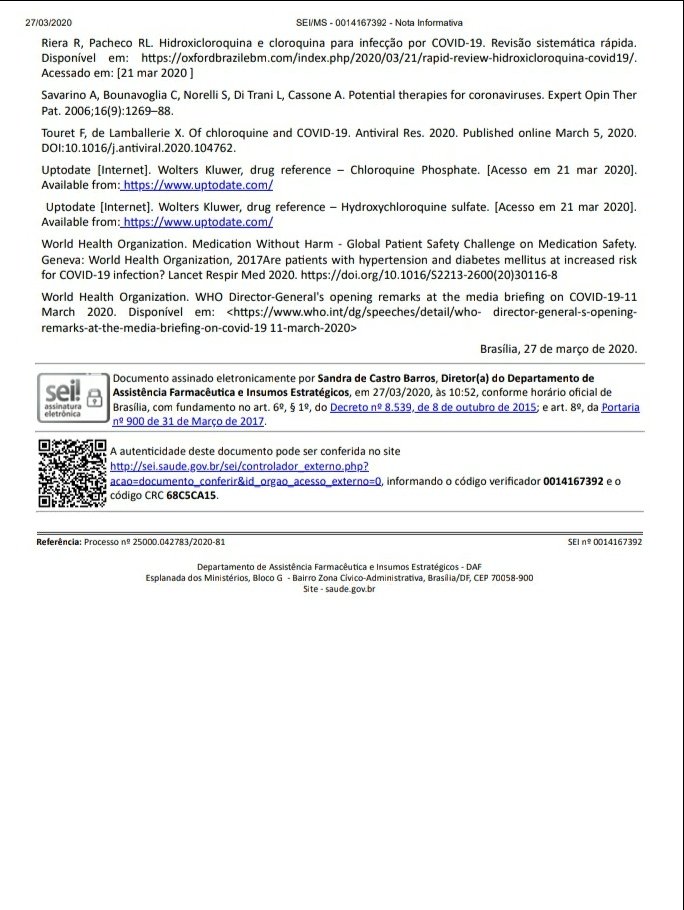 27/03/2020 SEI/MS - 0014167392 - Nota Informativa
Riera R, Pacheco RL. Hidroxicloroquina e cloroquina para infecção por COVID-19. Revisão sistemática rápida.
Disponível em: https://oxfordbrazilebm.com/index.php/2020/03/21/rapid-review-hidroxicloroquina-covid19/.
Acessado em: [21 mar 2020 ]
Savarino A, Bounavoglia C, Norelli S, Di Trani L, Cassone A. Potential therapies for coronaviruses. Expert Opin Ther
Pat. 2006;16(9):1269–88.
Touret F, de Lamballerie X. Of chloroquine and COVID-19. Antiviral Res. 2020. Published online March 5, 2020.
DOI:10.1016/j.antiviral.2020.104762.
Uptodate [Internet]. Wolters Kluwer, drug reference – Chloroquine Phosphate. [Acesso em 21 mar 2020].
Available from: https://www.uptodate.com/
Uptodate [Internet]. Wolters Kluwer, drug reference – Hydroxychloroquine sulfate. [Acesso em 21 mar 2020].
Available from: https://www.uptodate.com/
World Health Organization. Medication Without Harm - Global Patient Safety Challenge on Medication Safety.
Geneva: World Health Organization, 2017Are patients with hypertension and diabetes mellitus at increased risk
for COVID-19 infection? Lancet Respir Med 2020. https://doi.org/10.1016/S2213-2600(20)30116-8
World Health Organization. WHO Director-General's opening remarks at the media briefing on COVID-19-11
March 2020. Disponível em: <https://www.who.int/dg/speeches/detail/who- director-general-s-opening-
remarks-at-the-media-briefing-on-covid-19 11-march-2020>
Brasília, 27 de março de 2020.
sei!
assinatura
eletrônica
Documento assinado eletronicamente por Sandra de Castro Barros, Diretor(a) do Departamento de
Assistência Farmacêutica e Insumos Estratégicos, em 27/03/2020, às 10:52, conforme horário oficial de
Brasília, com fundamento no art. 6º, § 1º, do Decreto nº 8.539, de 8 de outubro de 2015; e art. 8º, da Portaria
nº 900 de 31 de Março de 2017.
A autenticidade deste documento pode ser conferida no site
http://sei.saude.gov.br/sei/controlador_externo.php?
acao=documento_conferir&id_orgao_acesso_externo=0, informando o código verificador 0014167392 e o
código CRC 68C5CA15.
Referência: Processo nº 25000.042783/2020-81 SEI nº 0014167392
Departamento de Assistência Farmacêutica e Insumos Estratégicos - DAF
Esplanada dos Ministérios, Bloco G - Bairro Zona Cívico-Administrativa, Brasília/DF, CEP 70058-900
Site - saude.gov.br